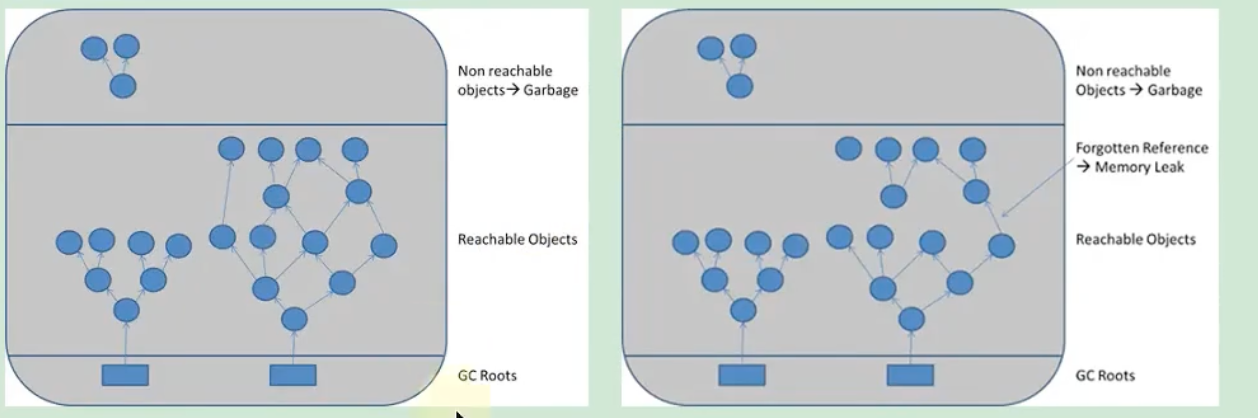 Non reachable
objects→ Garbage
Reachable Objects
GC Roots
Non reachable
Objects → Garbage
Forgotten Reference
→ Memory Leak
Reachable Objects
GC Roots